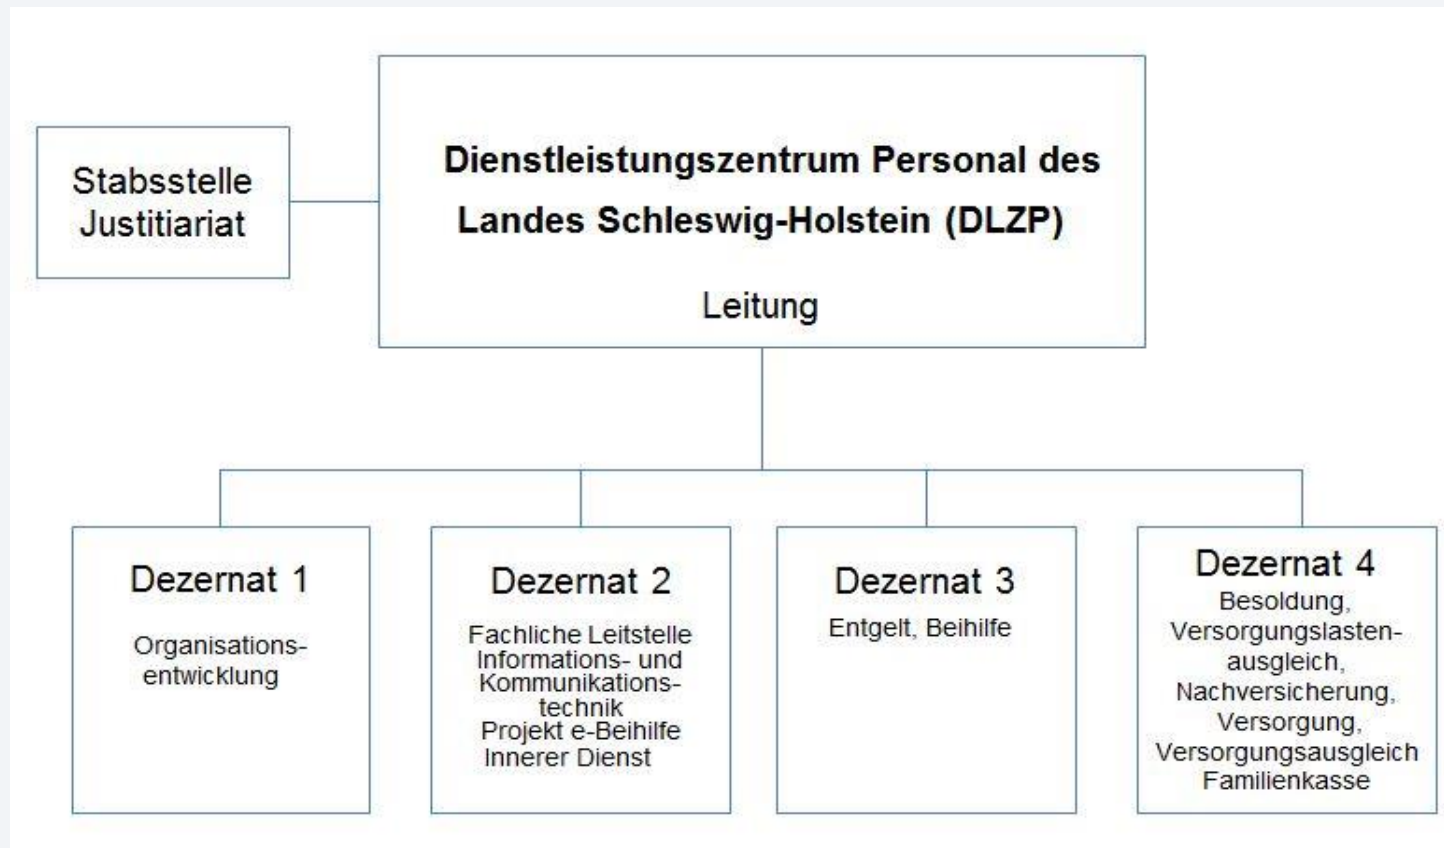 Stabsstelle
Justitiariat
Dienstleistungszentrum Personal des
Landes Schleswig-Holstein (DLZP)
Leitung
Dezernat 1
Organisations-
entwicklung
Dezernat 2
Fachliche Leitstelle
Informations- und
Kommunikations-
technik
Projekt e-Beihilfe
Innerer Dienst
Dezernat 3
Entgelt, Beihilfe
Dezernat 4
Besoldung,
Versorgungslasten-
ausgleich,
Nachversicherung,
Versorgung,
Versorgungsausgleich
Familienkasse